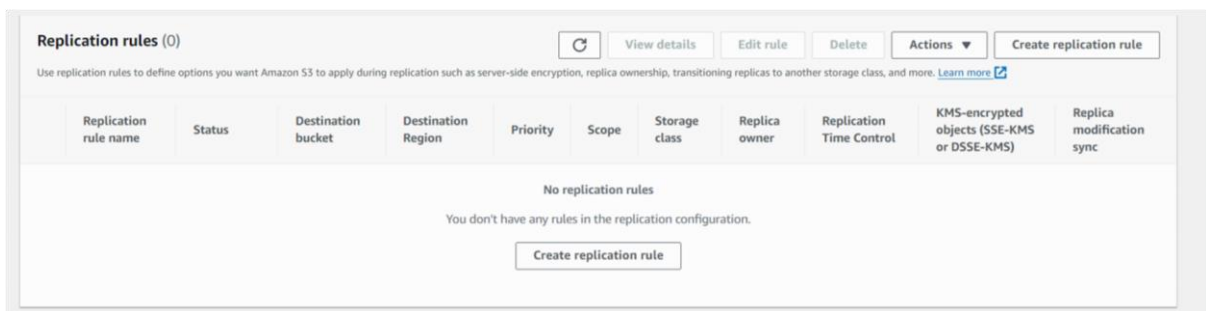 Replication rules (0)
View details
Edit rule
Delete
Actions
Create replication rule
Use replication rules to define options you want Amazon S3 to apply during replication such as server-side encryption, replica ownership, transitioning replicas to another storage class, and more. Learn more
Replication
rule name
Status
Destination
bucket
Destination
Region
Priority
Scope
Storage
class
Replica
owner
Replication
Time Control
KMS-encrypted
objects (SSE-KMS
or DSSE-KMS)
Replica
modification
sync
No replication rules
You don't have any rules in the replication configuration.
Create replication rule